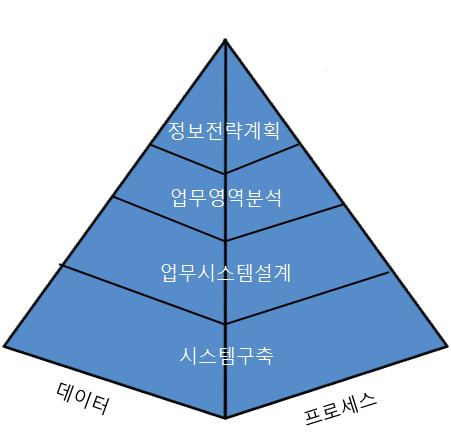 정보전략계획
업무영역분석
업무시스템설계
시스템구축
데이터
프로세스